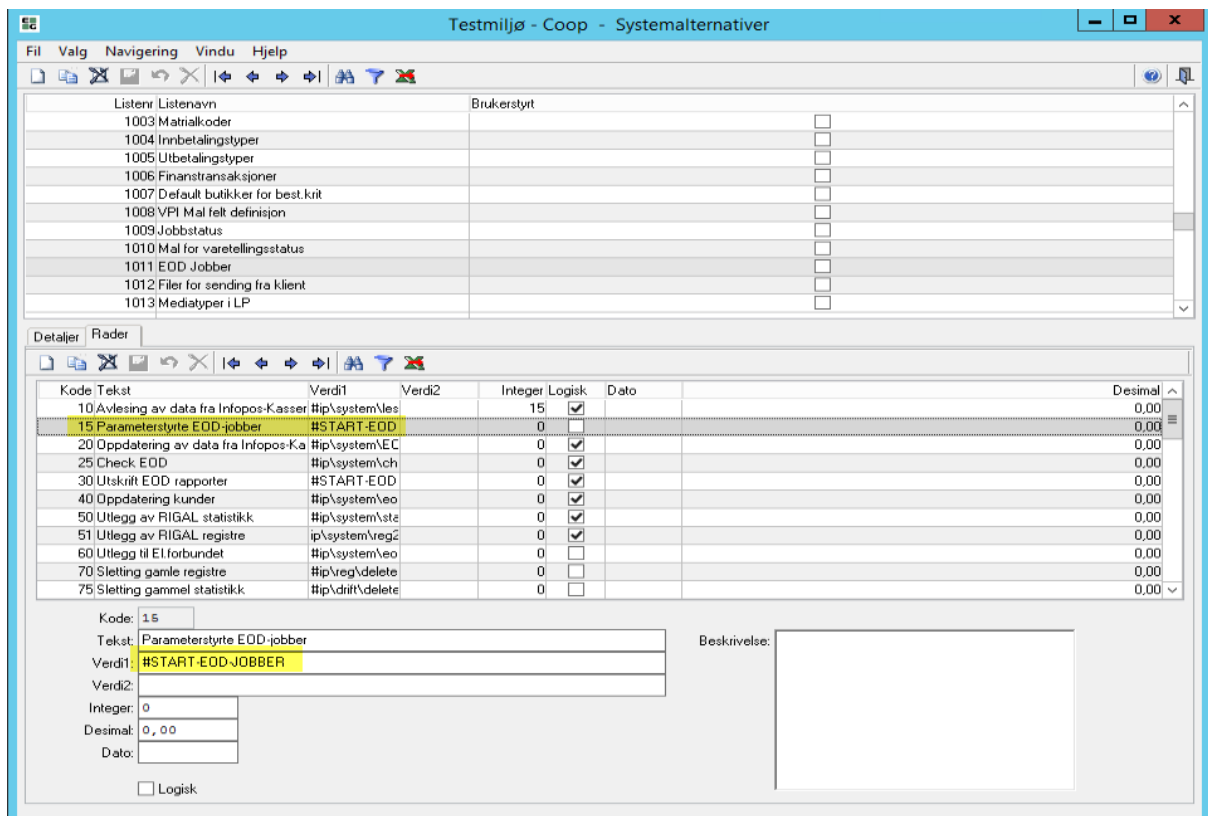 Testmiljø - Coop - Systemalternativer
Fil Valg Navigering Vindu Hjelp
Listenr Listenavn Brukerstyrt
1003 Matrialkoder
1004 Innbetalingstyper
1005 Utbetalingstyper
1006 Finanstransaksjoner
1007 Default butikker for best.krit
1008 VPI Mal felt definisjon
1009 Jobbstatus
1010 Mal for varetellingsstatus
1011 EOD Jobber
1012 Filer for sending fra klient
1013 Mediatyper i LP
Detaljer Rader
Kode Tekst Verdi1 Verdi2 Integer Logisk Dato Desimal
10 Avlesing av data fra Infopos-Kasser #ip\system\les 15 0,00
15 Parameterstyrte EOD-jobber #START-EOD 0 0,00
20 Oppdatering av data fra Infopos-Ka #ip\system\EC 0 0,00
25 Check EOD #ip\system\ch 0 0,00
30 Utskrift EOD rapporter #START-EOD 0 0,00
40 Oppdatering kunder #ip\system\eo 0 0,00
50 Utlegg av RIGAL statistikk #ip\system\sta 0 0,00
51 Utlegg av RIGAL registre ip\system\reg2 0 0,00
60 Utlegg til El.forbundet #ip\system\eo 0 0,00
70 Sletting gamle registre #ip\reg\delete 0 0,00
75 Sletting gammel statistikk #ip\drift\delete 0 0,00
Kode: 15
Tekst: Parameterstyrte EOD-jobber Beskrivelse:
Verdi1: #START-EOD-JOBBER
Verdi2:
Integer: 0
Desimal: 0,00
Dato:
Logisk